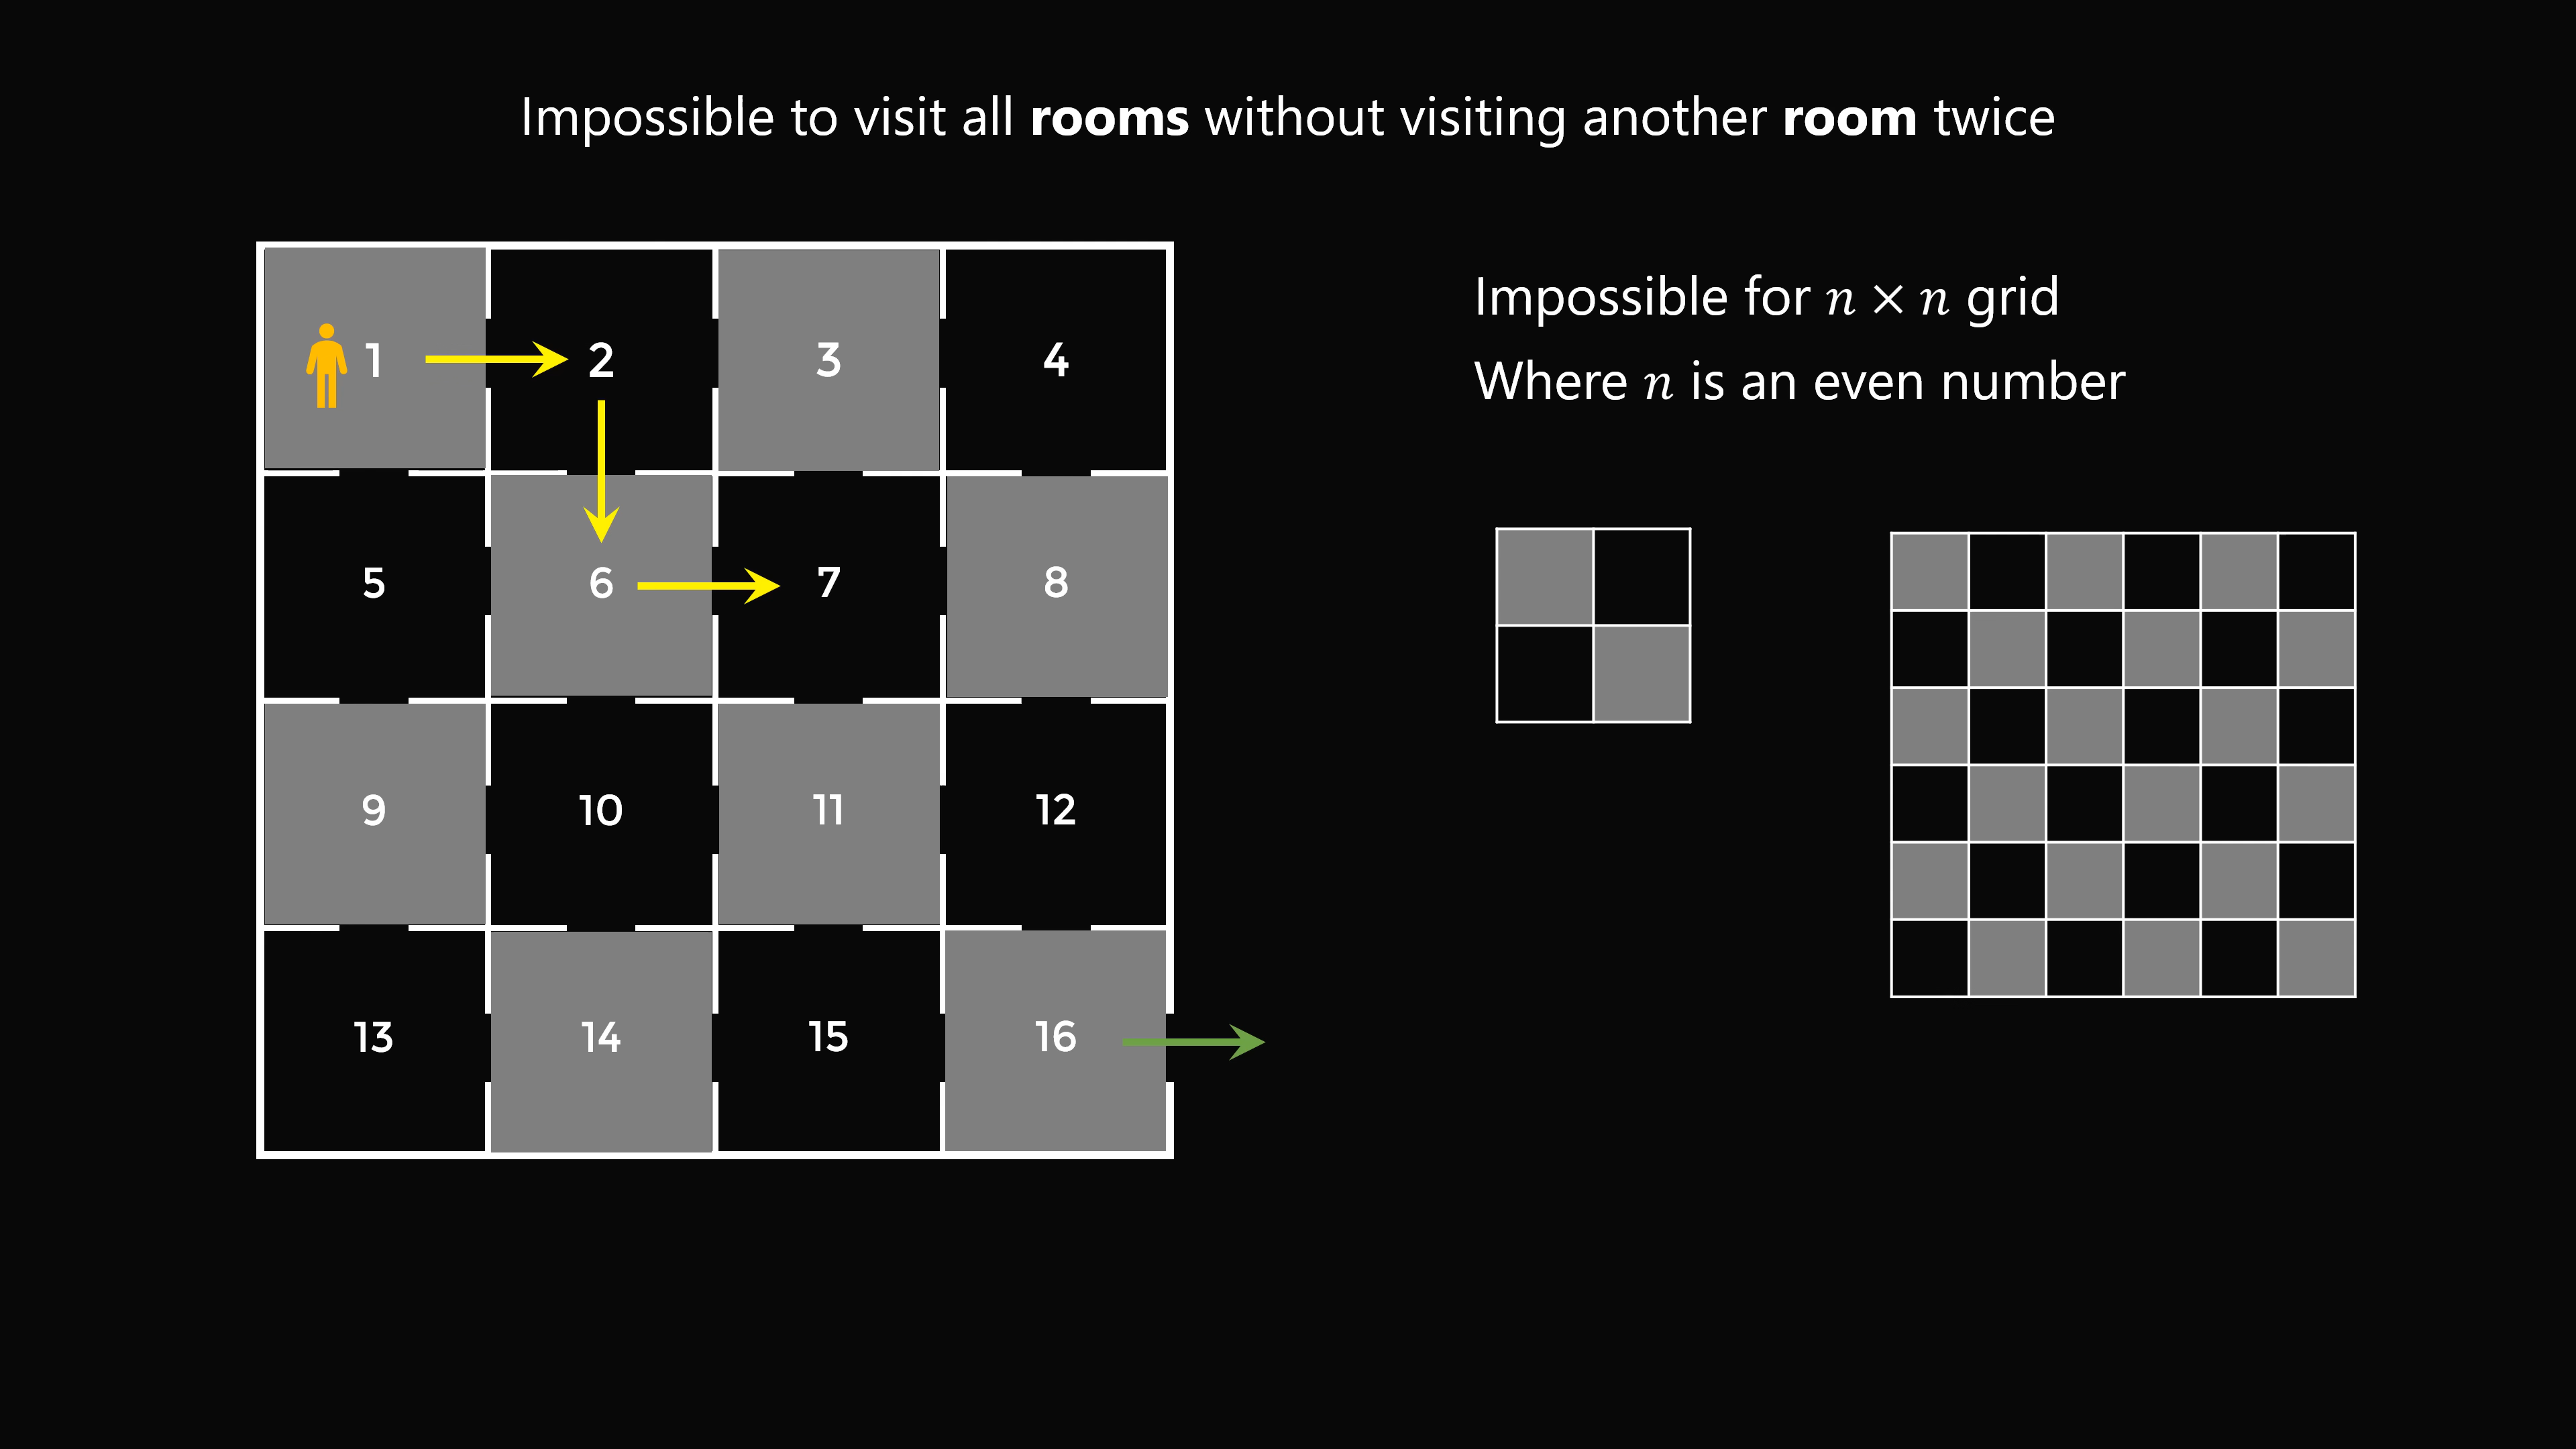 Impossible to visit all rooms without visiting another room twice
Impossible for n × n grid
Where n is an even number
1 2 3 4
5 6 7 8
9 10 11 12
13 14 15 16